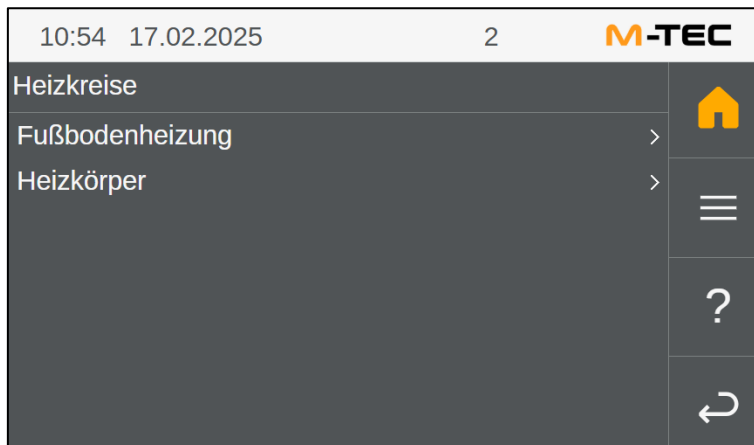 10:54 17.02.2025 2 M-TEC
Heizkreise
Fußbodenheizung
Heizkörper
?